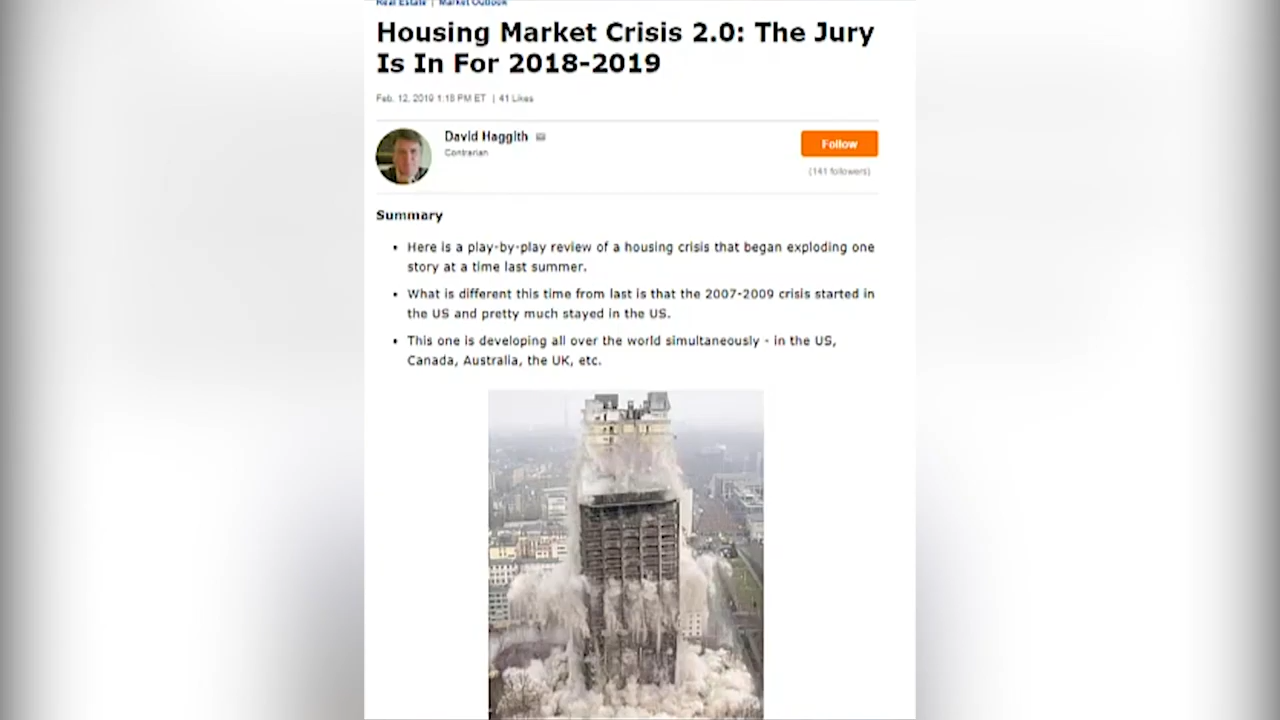 Real Estate | Market Outlook
Housing Market Crisis 2.0: The Jury
Is In For 2018-2019
Feb. 12, 2019 1:18 PM ET | 41 Likes
David Haggith
Contrarian
Follow
(141 followers)
Summary
• Here is a play-by-play review of a housing crisis that began exploding one
story at a time last summer.
• What is different this time from last is that the 2007-2009 crisis started in
the US and pretty much stayed in the US.
• This one is developing all over the world simultaneously - in the US,
Canada, Australia, the UK, etc.